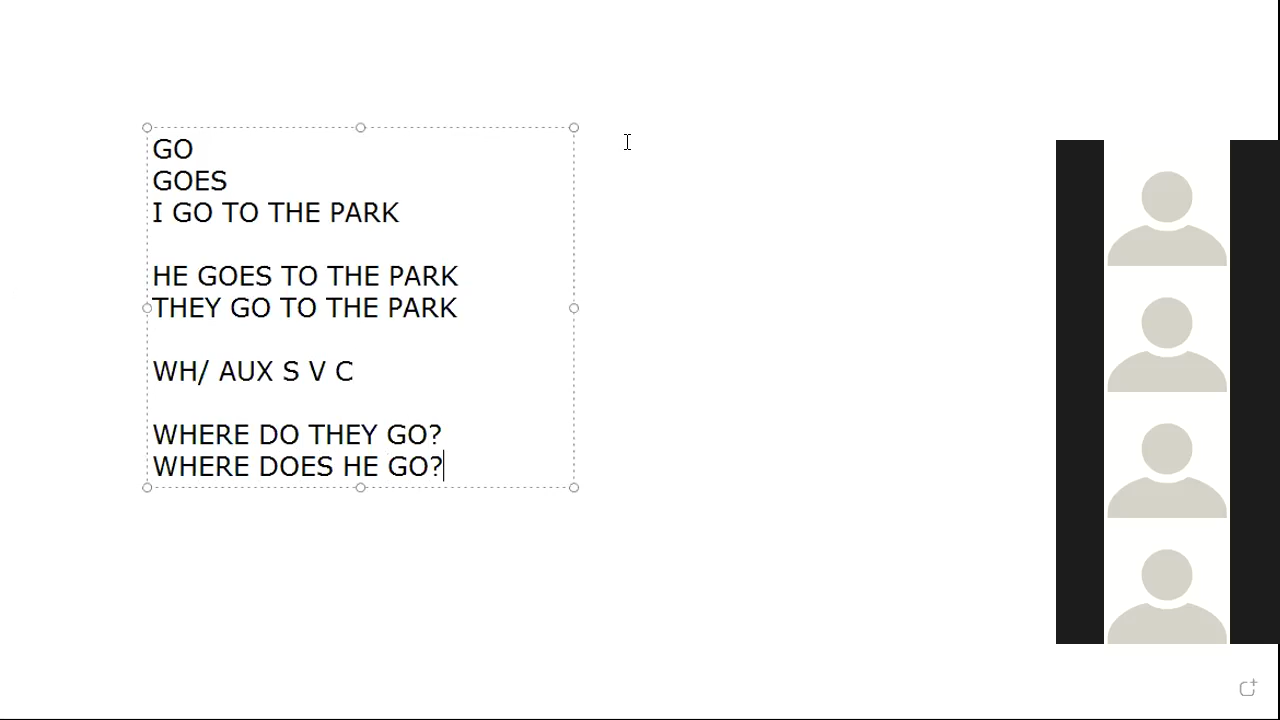 GO
GOES
I GO TO THE PARK
HE GOES TO THE PARK
THEY GO TO THE PARK
WH/ AUX S V C
WHERE DO THEY GO?
WHERE DOES HE GO?